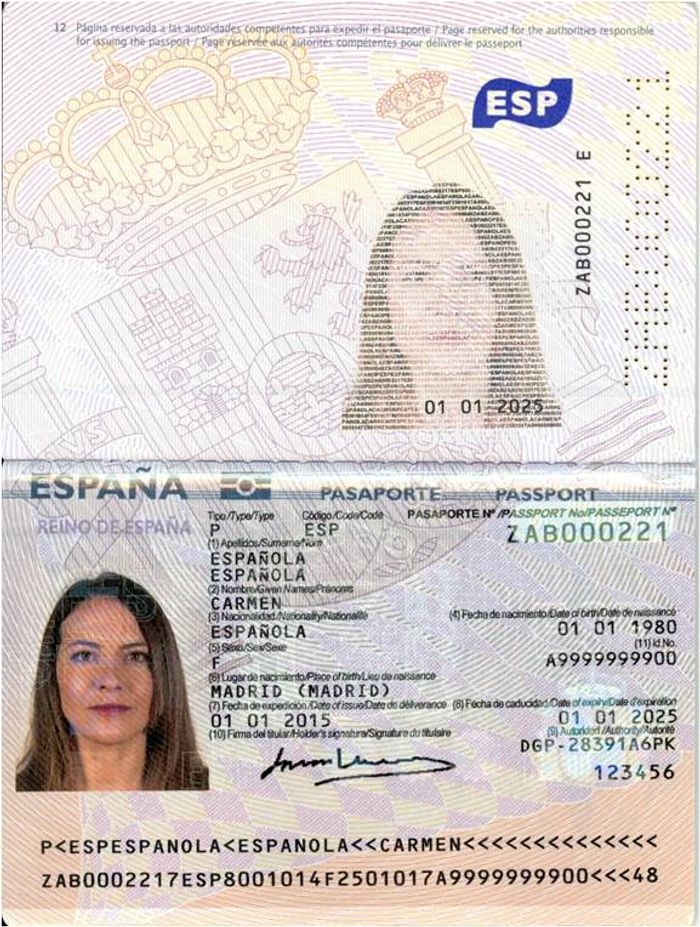 12 Página reservada a las autoridades competentes para expedir el pasaporte / Page reserved for the authorities responsible
for issuing the passport / Page réservée aux autorités compétentes pour délivrer le passeport
ESP
ZAB000221 E
ZAB000221
01 01 2025
ESPAÑA PASAPORTE PASSPORT
REINO DE ESPAÑA
Tipo/Type/Type Código/Code/Code PASAPORTE Nº/PASSPORT No/PASSEPORT Nº
P ESP ZAB000221
(1) Apellidos/Surname/Nom
ESPAÑOLA
ESPAÑOLA
(2) Nombre/Given Names/Prénoms
CARMEN
(3) Nacionalidad/Nationality/Nationalité (4) Fecha de nacimiento/Date of birth/Date de naissance
ESPAÑOLA 01 01 1980
(5) Sexo/Sex/Sexe (11) Id.No.
F A9999999900
(6) Lugar de nacimiento/Place of birth/Lieu de naissance
MADRID (MADRID)
(7) Fecha de expedición/Date of issue/Date de délivrance (8) Fecha de caducidad/Date of expiry/Date d'expiration
01 01 2015 01 01 2025
(10) Firma del titular/Holder's signature/Signature du titulaire (9) Autoridad/Authority/Autorité
DGP-28391A6PK
123456
P<ESPESPANOLA<ESPANOLA<<CARMEN<<<<<<<<<<<<<<
ZAB0002217ESP8001014F2501017A9999999900<<<48